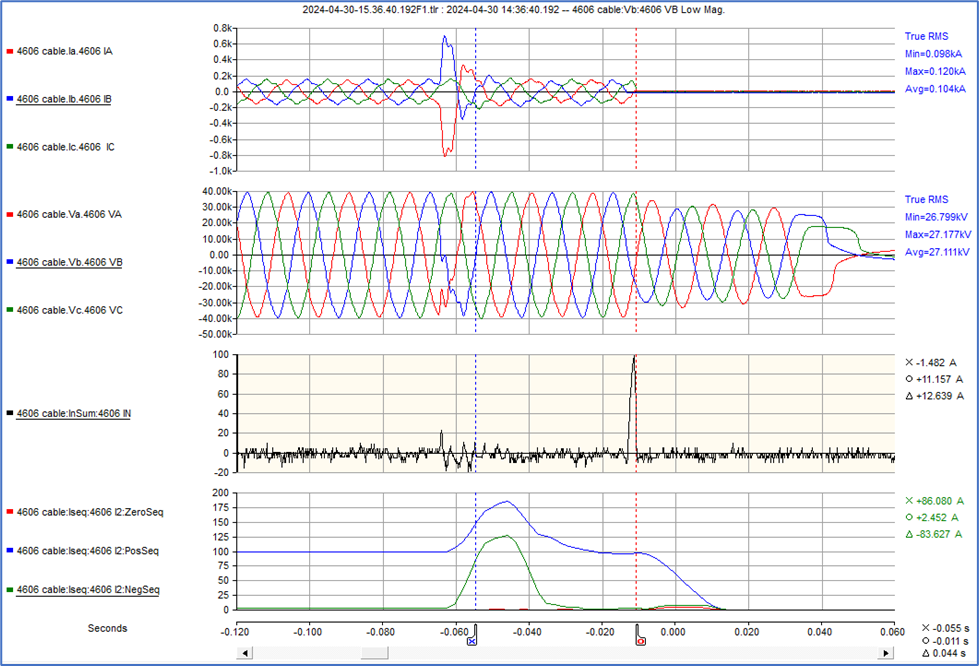 2024-04-30-15.36.40.192F1.tlr : 2024-04-30 14:36:40.192 -- 4606 cable:Vb:4606 VB Low Mag.
4606 cable.Ia.4606 IA
4606 cable.Ib.4606 IB
4606 cable.Ic.4606 IC
0.8k
0.6k
0.4k
0.2k
0.0
-0.2k
-0.4k
-0.6k
-0.8k
-1.0k
True RMS
Min=0.098kA
Max=0.120kA
Avg=0.104kA
4606 cable.Va.4606 VA
4606 cable.Vb.4606 VB
4606 cable.Vc.4606 VC
40.00k
30.00k
20.00k
10.00k
0.00
-10.00k
-20.00k
-30.00k
-40.00k
-50.00k
True RMS
Min=26.799kV
Max=27.177kV
Avg=27.111kV
4606 cable:InSum:4606 IN
100
80
60
40
20
0
-20
X -1.482 A
O +11.157 A
Δ +12.639 A
4606 cable:Iseq:4606 I2:ZeroSeq
4606 cable:Iseq:4606 I2:PosSeq
4606 cable:Iseq:4606 I2:NegSeq
200
175
150
125
100
75
50
25
0
X +86.080 A
O +2.452 A
Δ -83.627 A
Seconds
-0.120 -0.100 -0.080 -0.060 -0.040 -0.020 0.000 0.020 0.040 0.060
X -0.055 s
O -0.011 s
Δ 0.044 s